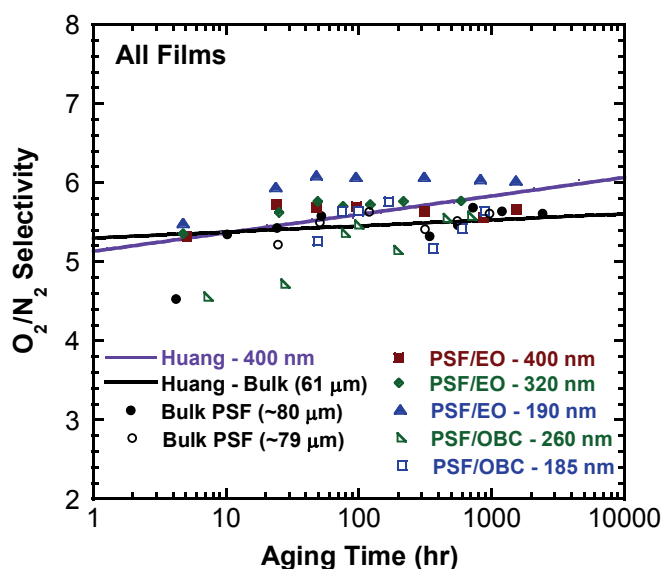 8
7
6
5
4
3
2
O2/N2 Selectivity
All Films
Huang - 400 nm
Huang - Bulk (61 μm)
Bulk PSF (~80 μm)
Bulk PSF (~79 μm)
PSF/EO - 400 nm
PSF/EO - 320 nm
PSF/EO - 190 nm
PSF/OBC - 260 nm
PSF/OBC - 185 nm
1 10 100 1000 10000
Aging Time (hr)